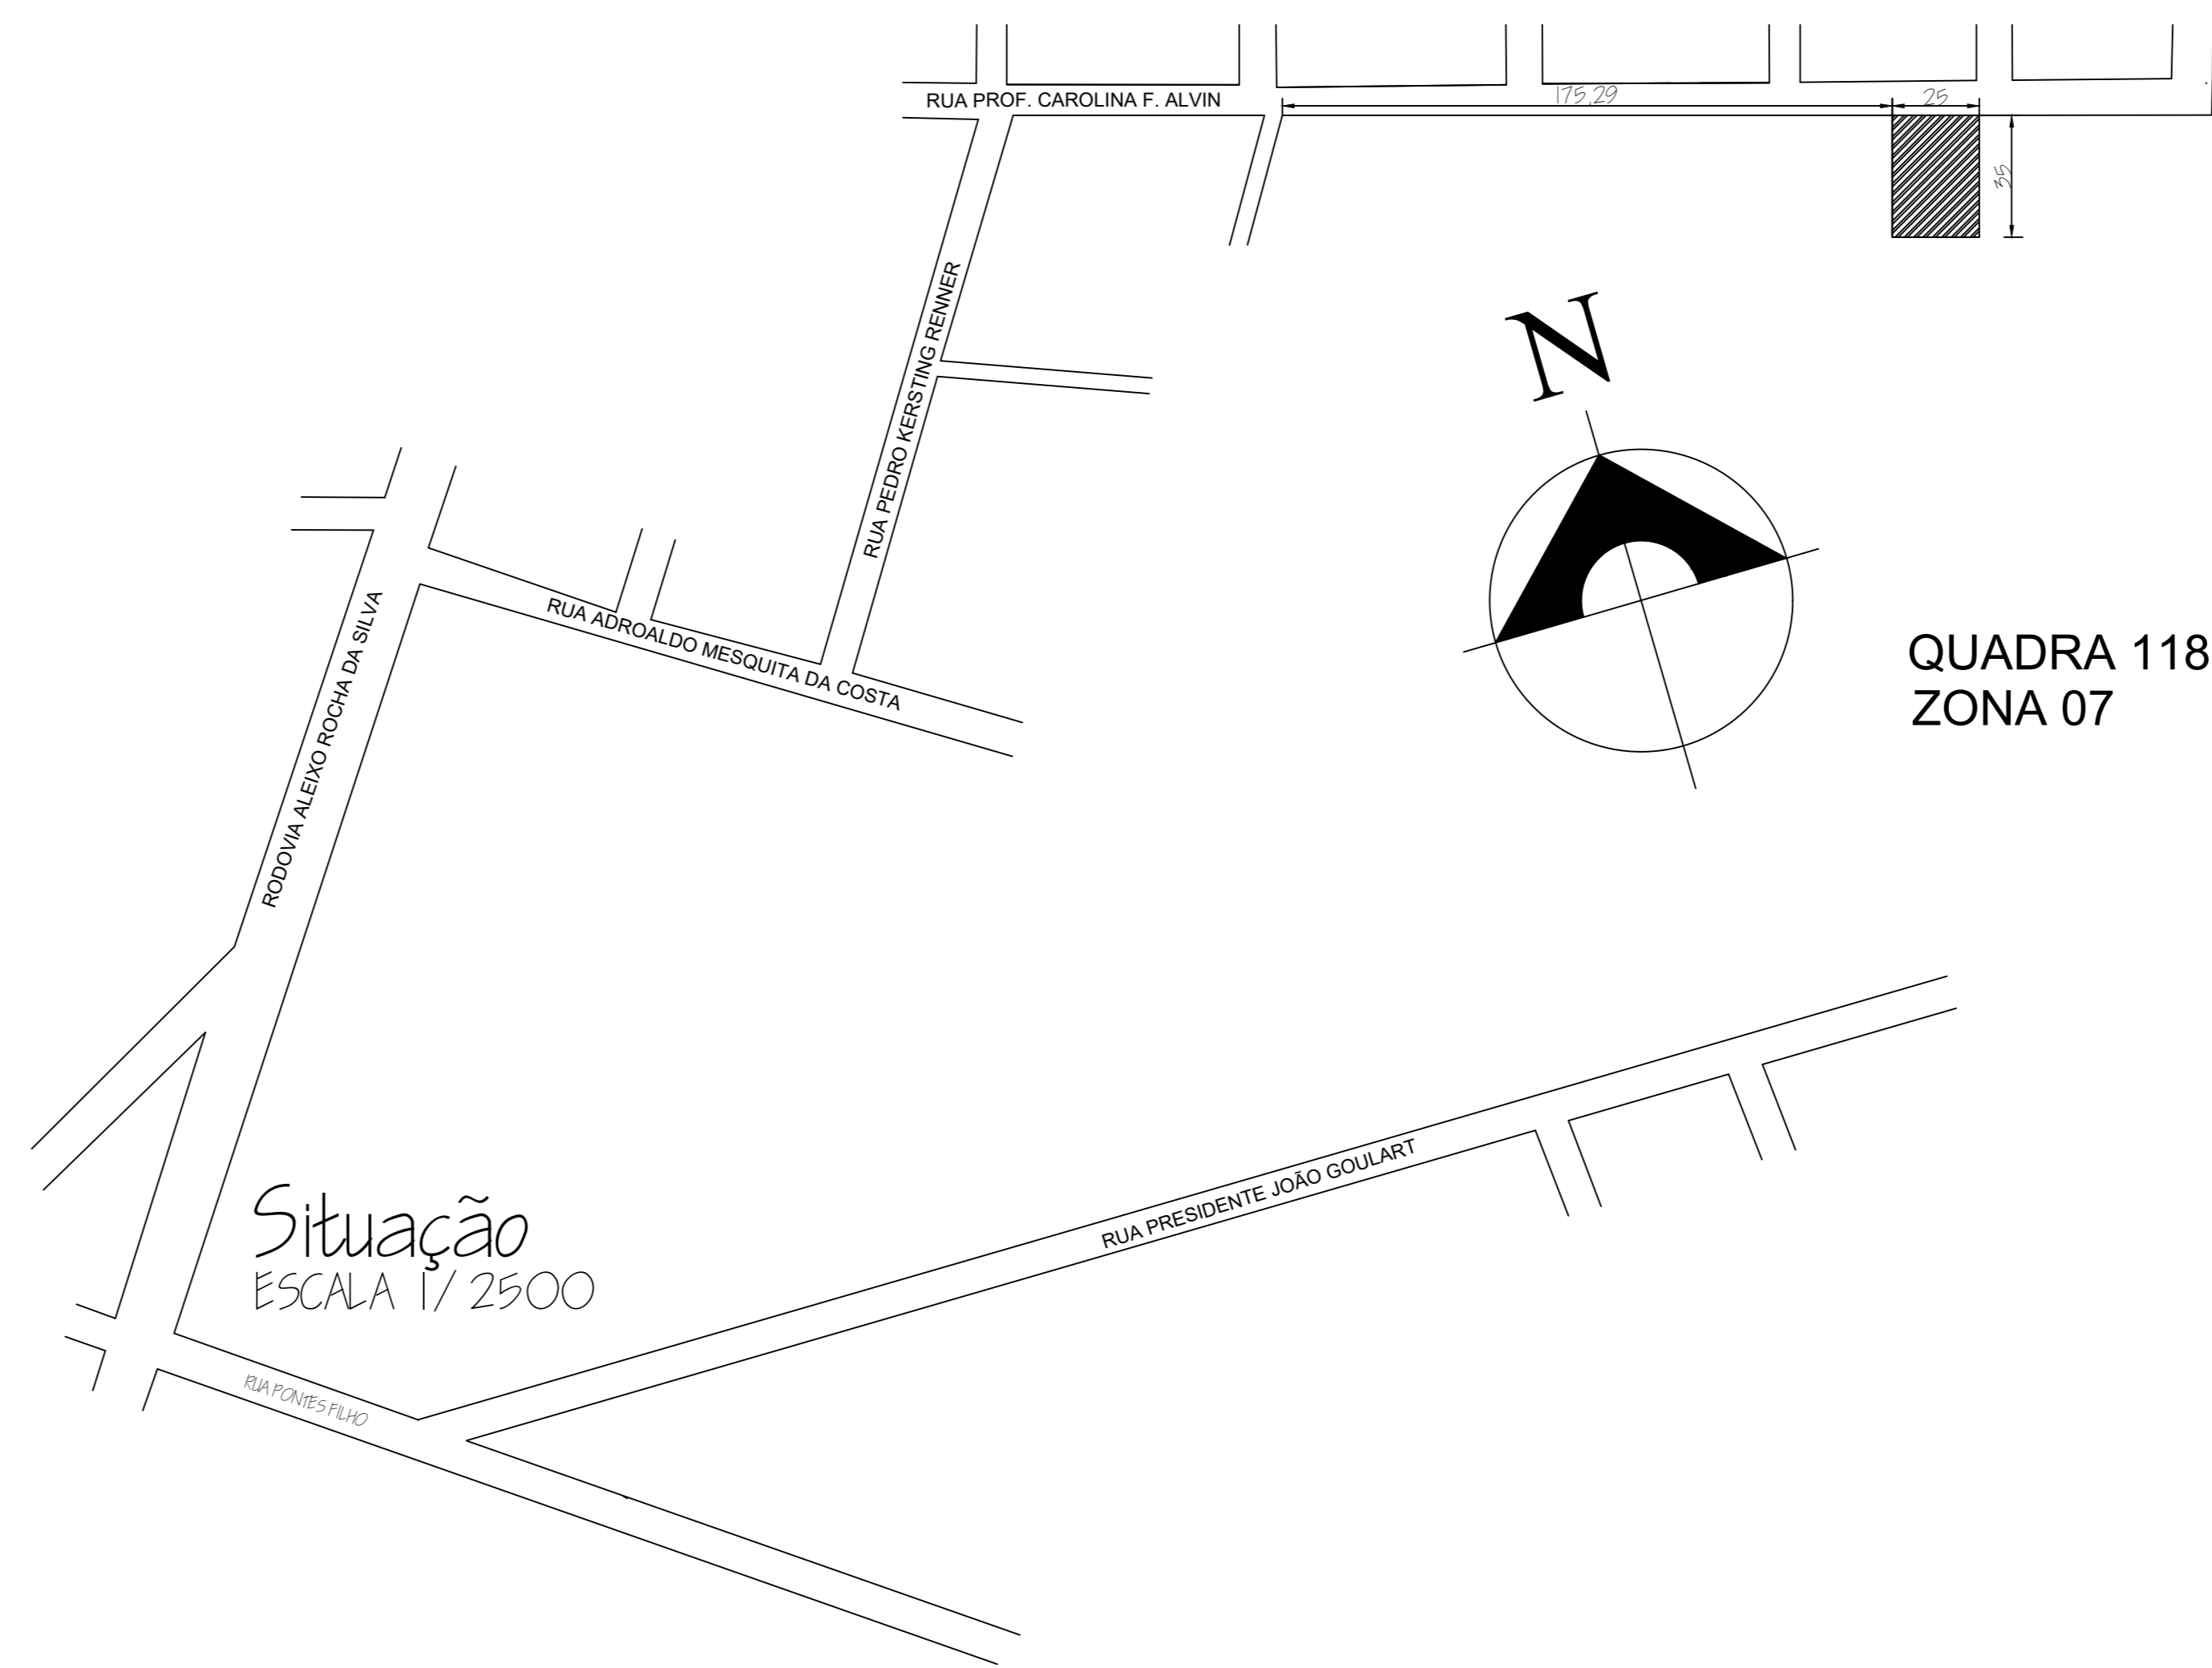 RUA PROF. CAROLINA F. ALVIN
175,29
25
35
RUA PEDRO KERSTING RENNER
N
RODOVIA ALEIXO ROCHA DA SILVA
RUA ADROALDO MESQUITA DA COSTA
QUADRA 118
ZONA 07
RUA PRESIDENTE JOÃO GOULART
Situação
ESCALA 1/2500
RUA PONTES FILHO